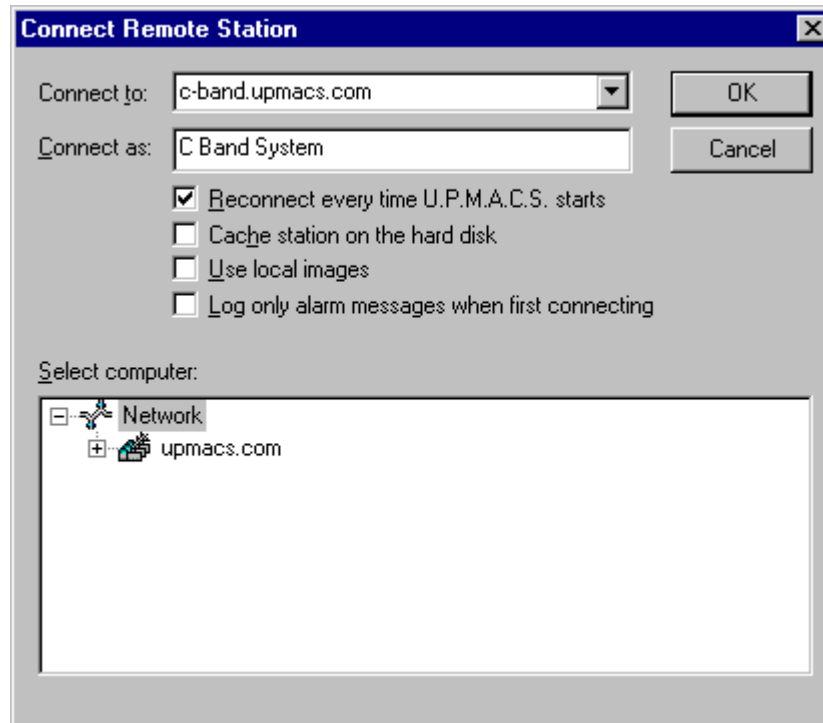 Connect Remote Station
Connect to: c-band.upmacs.com OK
Connect as: C Band System Cancel
Reconnect every time U.P.M.A.C.S. starts
Cache station on the hard disk
Use local images
Log only alarm messages when first connecting
Select computer:
Network
upmacs.com